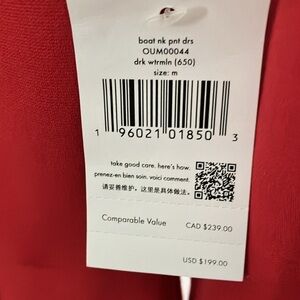 boat nk pnt drs
OUM00044
drk wtrmln (650)
size: m
1 96021 01850 3
take good care. here's how.
prenez-en bien soin. voici comment.
请妥善维护。这里是具体做法。
Comparable Value CAD $239.00
USD $199.00